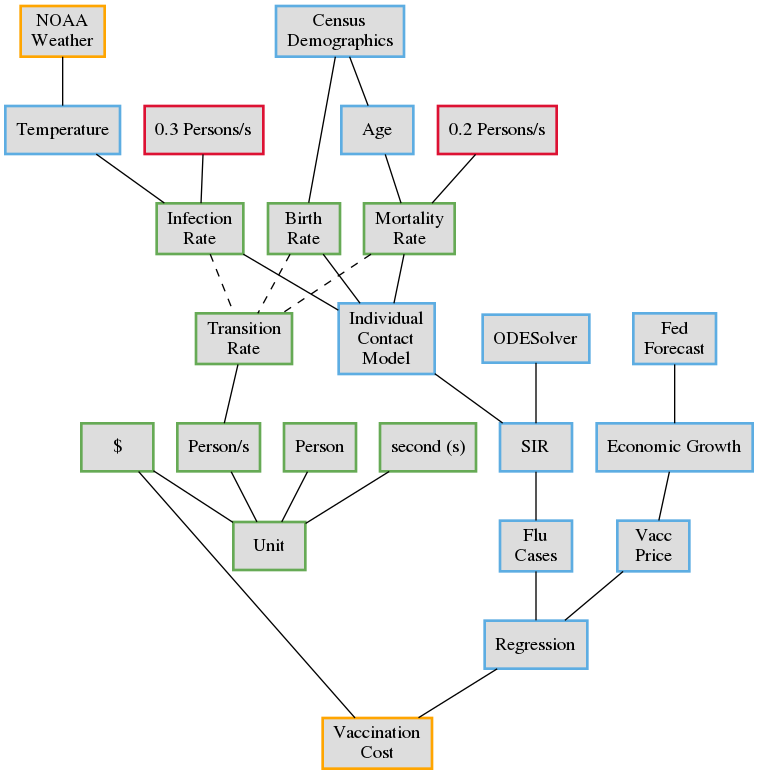 NOAA
Weather
Census
Demographics
Temperature
0.3 Persons/s
Age
0.2 Persons/s
Infection
Rate
Birth
Rate
Mortality
Rate
Transition
Rate
Individual
Contact
Model
ODESolver
Fed
Forecast
$
Person/s
Person
second (s)
SIR
Economic Growth
Unit
Flu
Cases
Vacc
Price
Regression
Vaccination
Cost